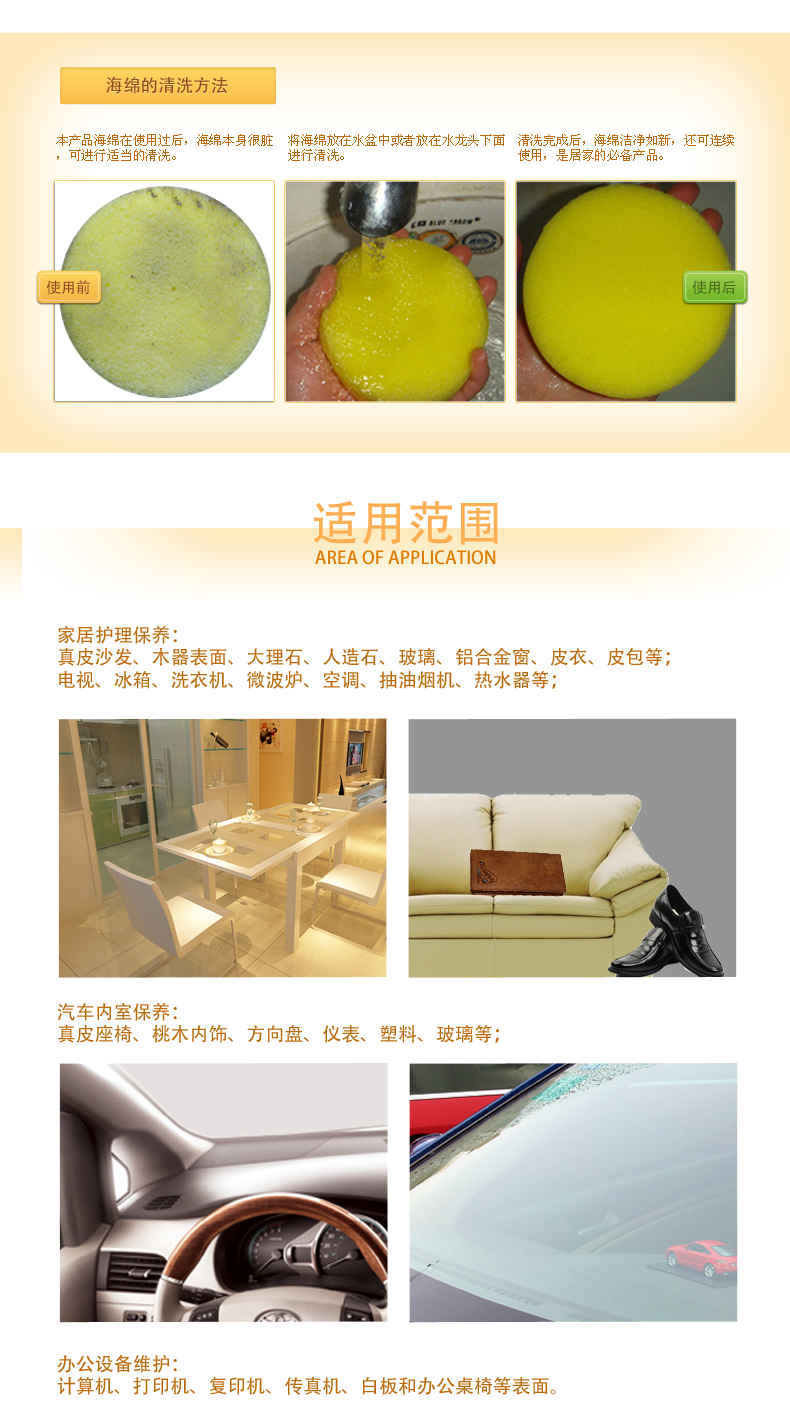 海绵的清洗方法
本产品海绵在使用过后，海绵本身很脏
，可进行适当的清洗。
将海绵放在水盆中或者放在水龙头下面
进行清洗。
清洗完成后，海绵洁净如新，还可连续
使用，是居家的必备产品。
使用前
使用后
适用范围
AREA OF APPLICATION
家居护理保养：
真皮沙发、木器表面、大理石、人造石、玻璃、铝合金窗、皮衣、皮包等；
电视、冰箱、洗衣机、微波炉、空调、抽油烟机、热水器等；
汽车内室保养：
真皮座椅、桃木内饰、方向盘、仪表、塑料、玻璃等；
办公设备维护：
计算机、打印机、复印机、传真机、白板和办公桌椅等表面。